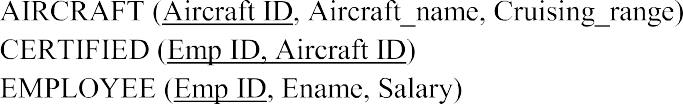 AIRCRAFT (Aircraft ID, Aircraft_name, Cruising_range)
CERTIFIED (Emp ID, Aircraft ID)
EMPLOYEE (Emp ID, Ename, Salary)